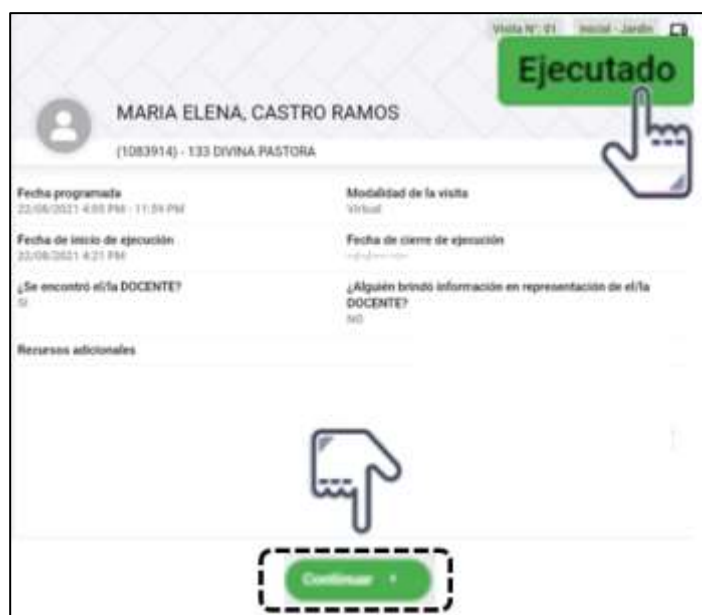 Visita N°: 01 Inicial - Jardín
Ejecutado
MARIA ELENA, CASTRO RAMOS
(1083914) - 133 DIVINA PASTORA
Fecha programada
22/08/2021 4:05 PM - 11:59 PM
Modalidad de la visita
Virtual
Fecha de inicio de ejecución
22/08/2021 4:21 PM
Fecha de cierre de ejecución
¿Se encontró el/la DOCENTE?
SI
¿Alguién brindó información en representación de el/la
DOCENTE?
NO
Recursos adicionales
Continuar